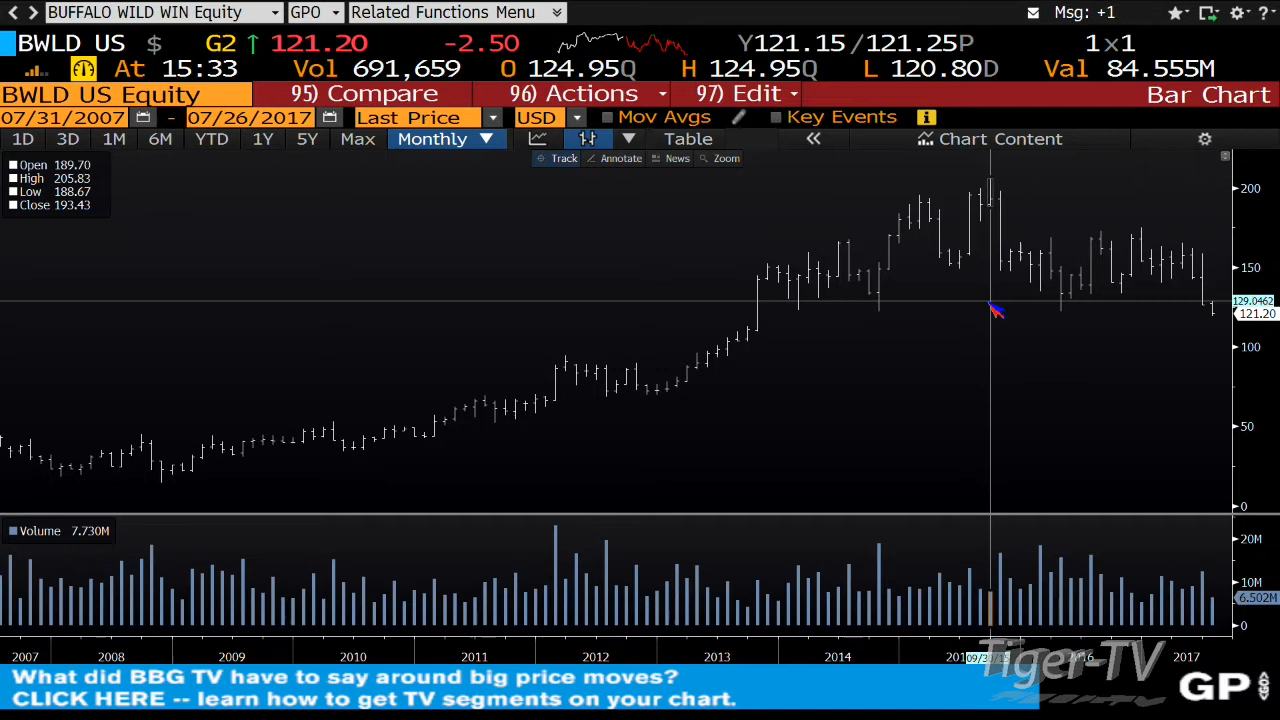 BUFFALO WILD WIN Equity GPO Related Functions Menu Msg: +1 ?
BWLD US $ G2 ↑ 121.20 -2.50 Y121.15/121.25P 1x1
At 15:33 Vol 691,659 O 124.95Q H 124.95Q L 120.80D Val 84.555M
BWLD US Equity 95) Compare 96) Actions 97) Edit Bar Chart
07/31/2007 - 07/26/2017 Last Price USD Mov Avgs Key Events i
1D 3D 1M 6M YTD 1Y 5Y Max Monthly ▼ Table « Chart Content
Track Annotate News Zoom
Open 189.70
High 205.83
Low 188.67
Close 193.43
200
150
129.0462
121.20
100
50
0
Volume 7.730M
20M
10M
6.502M
0
2007 2008 2009 2010 2011 2012 2013 2014 2016 2017
Tiger-TV
What did BBG TV have to say around big price moves?
CLICK HERE -- learn how to get TV segments on your chart.
GP GO